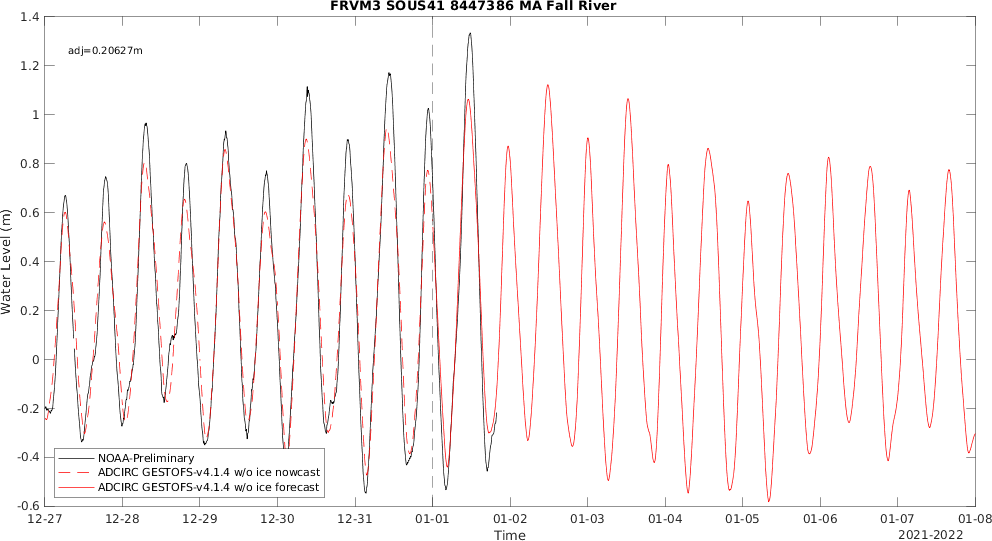 FRVM3 SOUS41 8447386 MA Fall River
adj=0.20627m
1.4
1.2
1
0.8
0.6
0.4
0.2
0
-0.2
-0.4
-0.6
Water Level (m)
NOAA-Preliminary
ADCIRC GESTOFS-v4.1.4 w/o ice nowcast
ADCIRC GESTOFS-v4.1.4 w/o ice forecast
12-27 12-28 12-29 12-30 12-31 01-01 01-02 01-03 01-04 01-05 01-06 01-07 01-08
Time
2021-2022